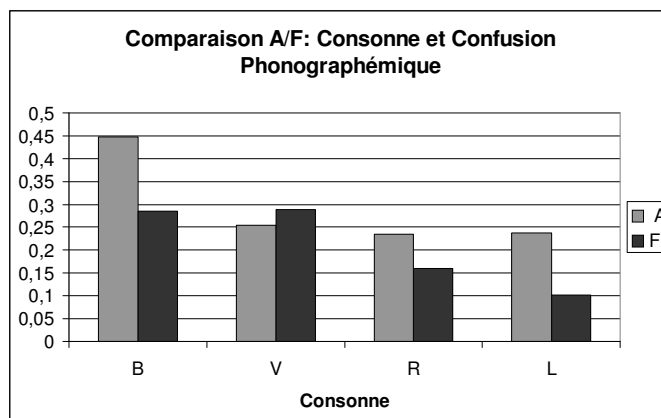 Comparaison A/F: Consonne et Confusion
Phonographémique
0,5
0,45
0,4
0,35
0,3
0,25
0,2
0,15
0,1
0,05
0
A
F
B V R L
Consonne